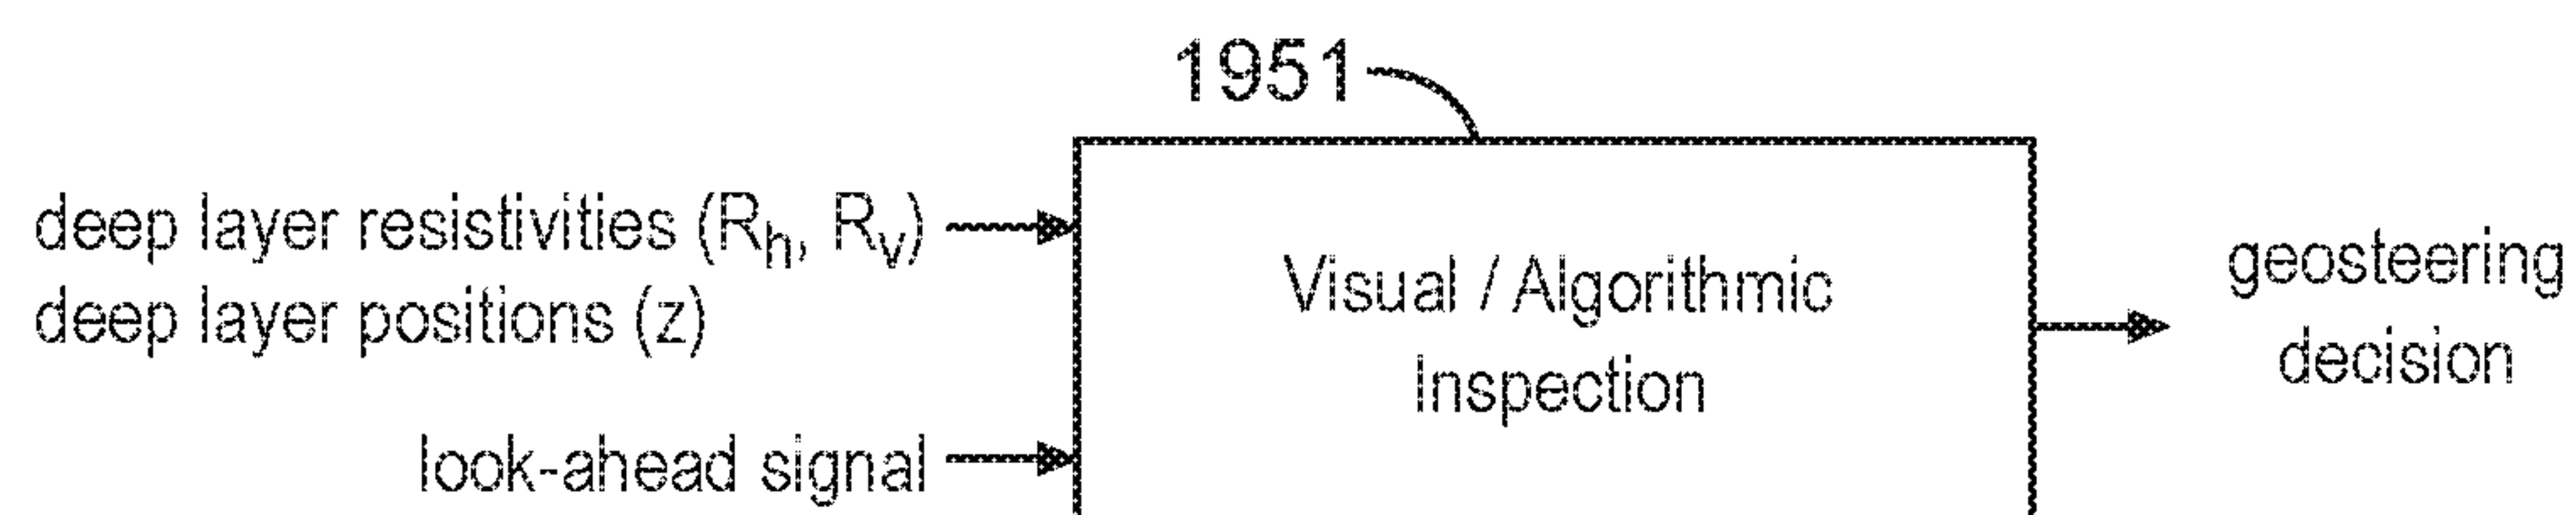 1951
deep layer resistivities (Rh, Rv)
deep layer positions (z)
look-ahead signal
Visual / Algorithmic
Inspection
geosteering
decision